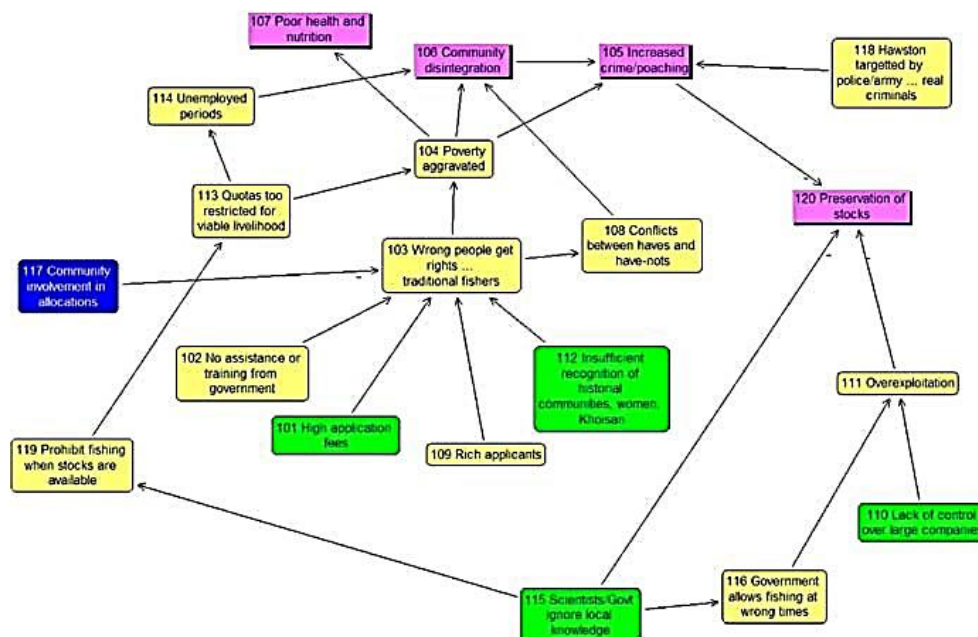 107 Poor health and
nutrition
106 Community
disintegration
105 Increased
crime/poaching
118 Hawston
targetted by
police/army ... real
criminals
114 Unemployed
periods
104 Poverty
aggravated
113 Quotas too
restricted for
viable livelihood
120 Preservation of
stocks
108 Conflicts
between haves and
have-nots
103 Wrong people get
rights ...
traditional fishers
117 Community
involvement in
allocations
-
-
-
-
102 No assistance or
training from
government
112 Insufficient
recognition of
historial
communities, women,
Khoisan
111 Overexploitation
101 High application
fees
109 Rich applicants
119 Prohibit fishing
when stocks are
available
110 Lack of control
over large companie
116 Government
allows fishing at
wrong times
115 Scientists/Govt
ignore local
knowledge